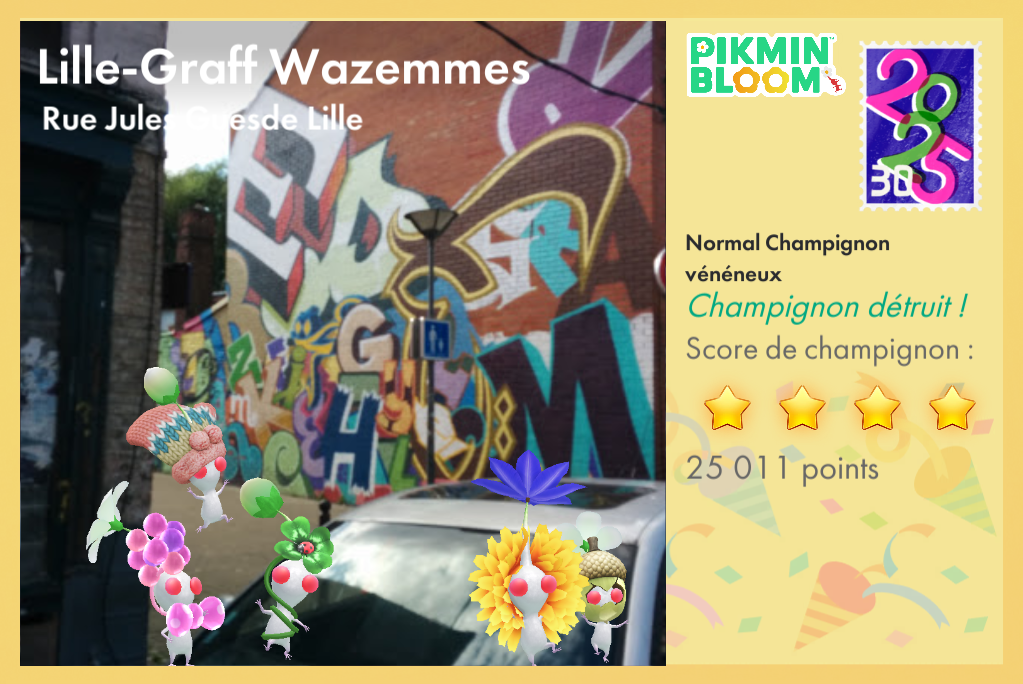 Lille-Graff Wazemmes
Rue Jules Guesde Lille
PIKMIN
BLOOM
2025
30
Normal Champignon
vénéneux
Champignon détruit !
Score de champignon :
25 011 points
G
H
M